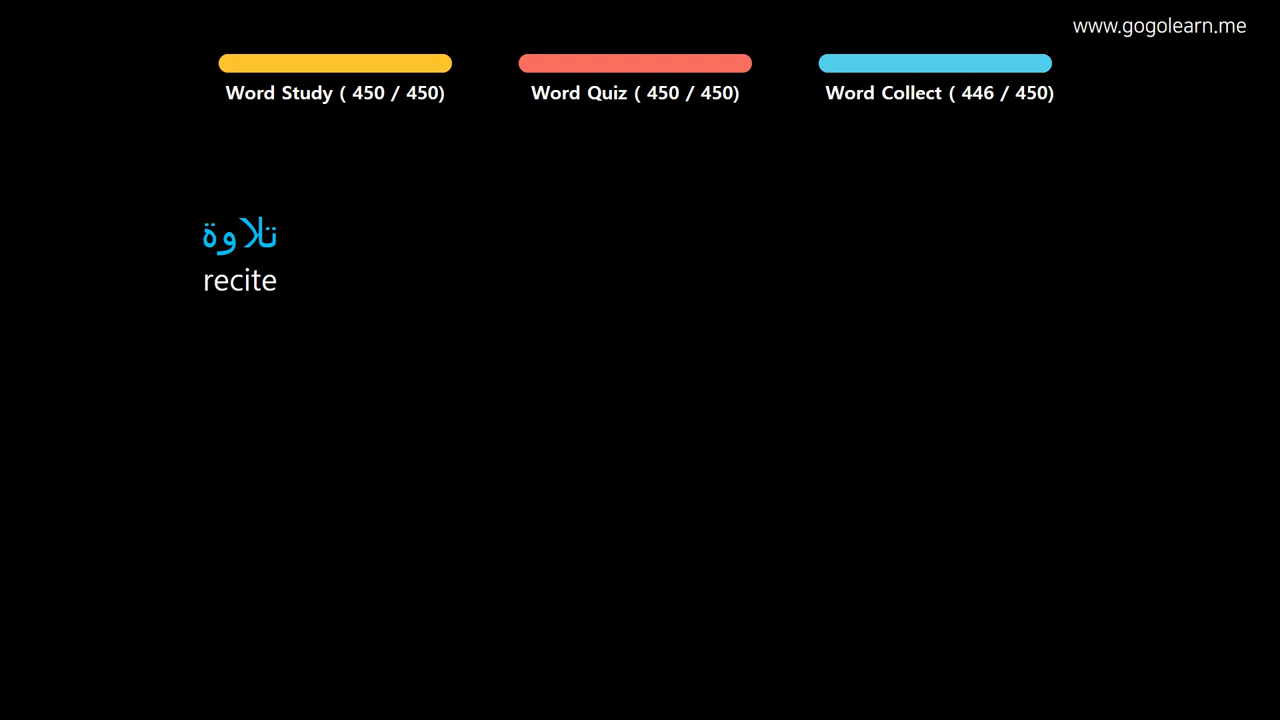 www.gogolearn.me
Word Study ( 450 / 450)
Word Quiz ( 450 / 450)
Word Collect ( 446 / 450)
تلاوة
recite